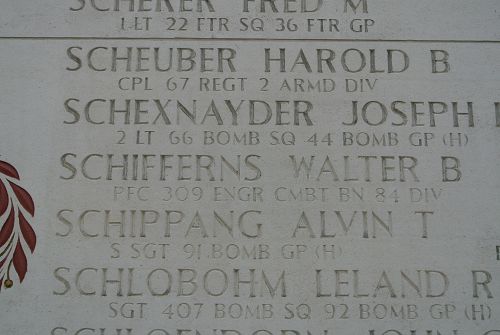 SCHERER FRED M
1 LT 22 FTR SQ 36 FTR GP
SCHEUBER HAROLD B
CPL 67 REGT 2 ARMD DIV
SCHEXNAYDER JOSEPH
2 LT 66 BOMB SQ 44 BOMB GP (H)
SCHIFFERNS WALTER B
PFC 309 ENGR CMBT BN 84 DIV
SCHIPPANG ALVIN T
S SGT 91 BOMB GP (H)
SCHLOBOHM LELAND R
SGT 407 BOMB SQ 92 BOMB GP (H)